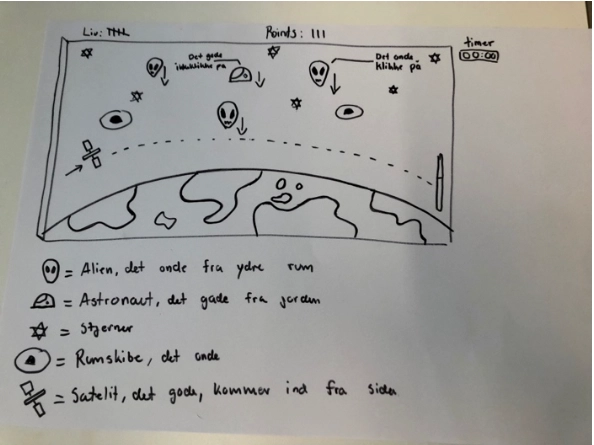 Liv: 
Points: III
timer
00:00
Det gode
ikke klikke på
Det onde
klikke på
= Alien, det onde fra ydre rum
= Astronaut, det gode fra jorden
= Stjerner
= Rumskibe, det onde
= Satelit, det gode, kommer ind fra siden